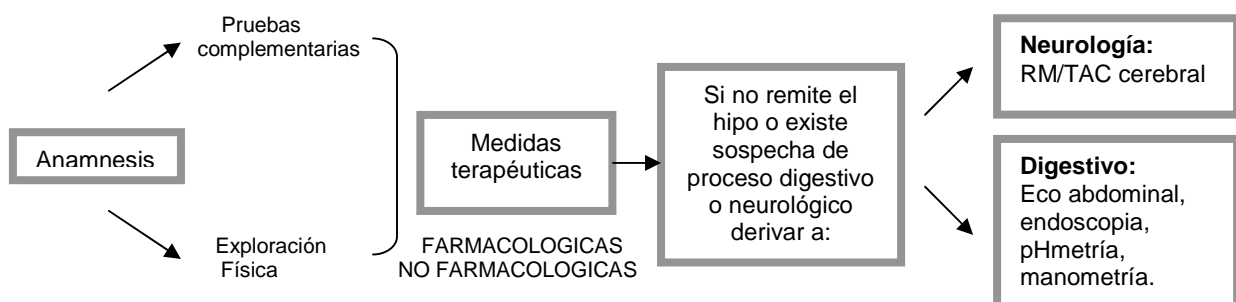 Anamnesis
Pruebas
complementarias
Exploración
Física
Medidas
terapéuticas
FARMACOLOGICAS
NO FARMACOLOGICAS
Si no remite el
hipo o existe
sospecha de
proceso digestivo
o neurológico
derivar a:
Neurología:
RM/TAC cerebral
Digestivo:
Eco abdominal,
endoscopia,
pHmetría,
manometría.